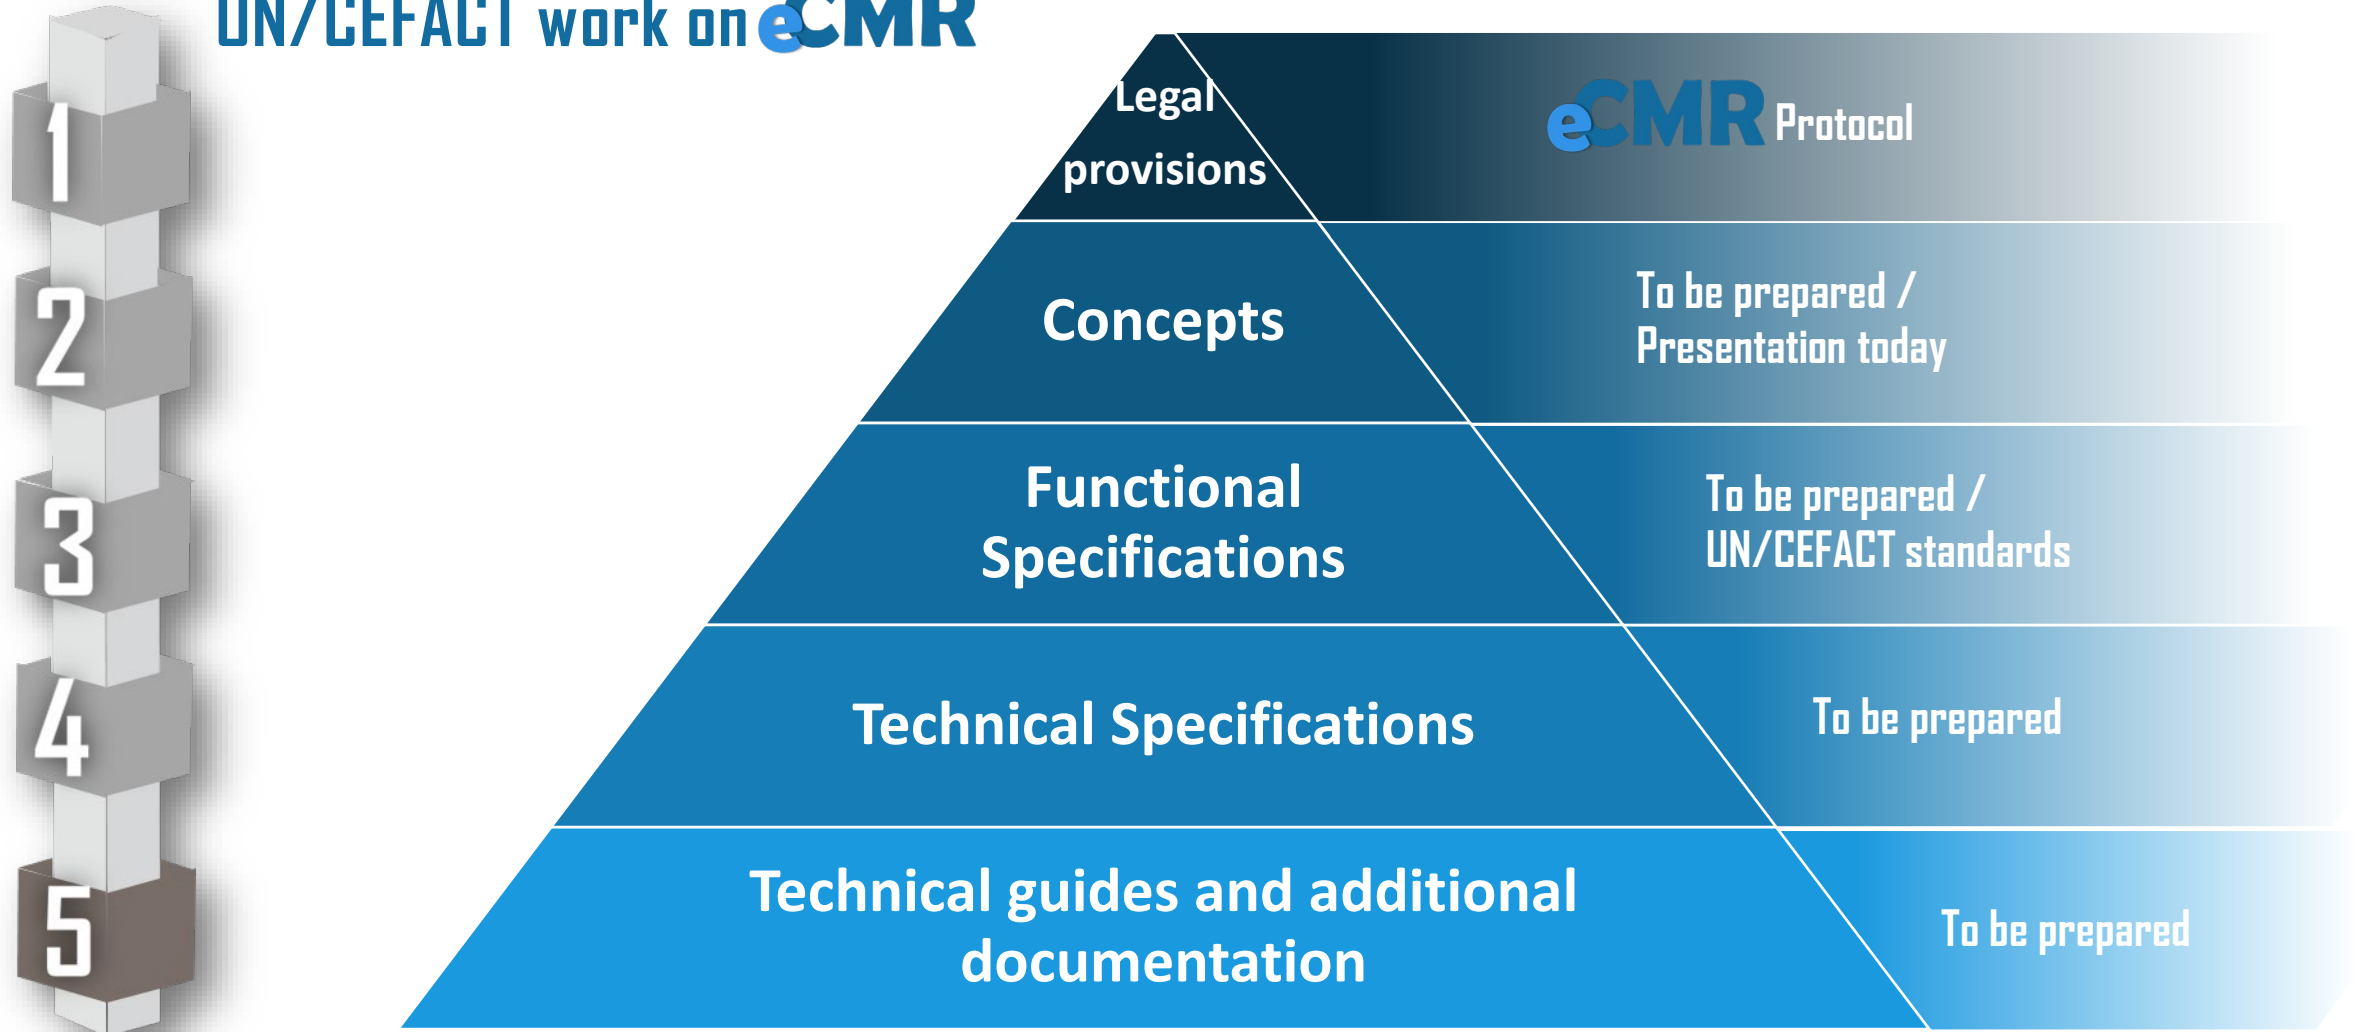 UN/CEFACT work on eCMR
1
Legal
provisions
eCMR Protocol
2
Concepts
To be prepared /
Presentation today
3
Functional
Specifications
To be prepared /
UN/CEFACT standards
4
Technical Specifications
To be prepared
5
Technical guides and additional
documentation
To be prepared